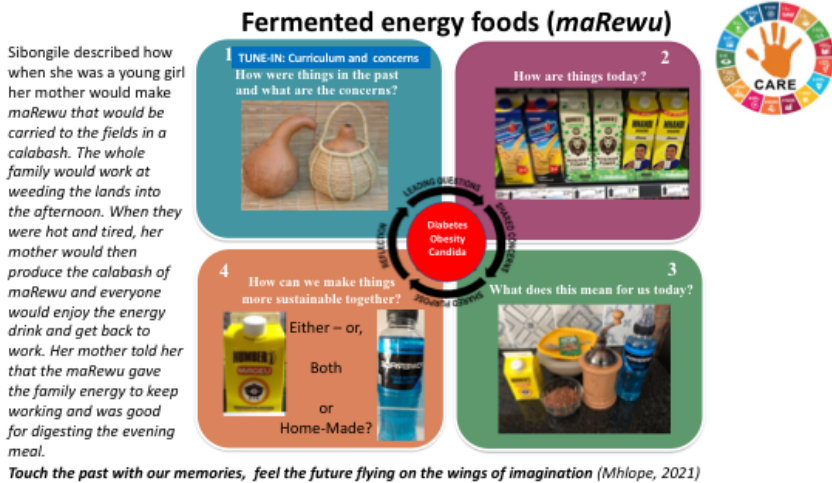 Fermented energy foods (maRewu)
Sibongile described how
when she was a young girl
her mother would make
maRewu that would be
carried to the fields in a
calabash. The whole
family would work at
weeding the lands into
the afternoon. When they
were hot and tired, her
mother would then
produce the calabash of
maRewu and everyone
would enjoy the energy
drink and get back to
work. Her mother told her
that the maRewu gave
the family energy to keep
working and was good
for digesting the evening
meal.
1
TUNE-IN: Curriculum and concerns
How were things in the past
and what are the concerns?
2
How are things today?
LEADING QUESTIONS
SHARED CONCERNS
SHARED PURPOSE
REFLECTION
Diabetes
Obesity
Candida
3
What does this mean for us today?
4
How can we make things
more sustainable together?
Either – or,
Both
or
Home-Made?
NUMBER 1
MAGEU
CARE
Touch the past with our memories, feel the future flying on the wings of imagination (Mhlope, 2021)